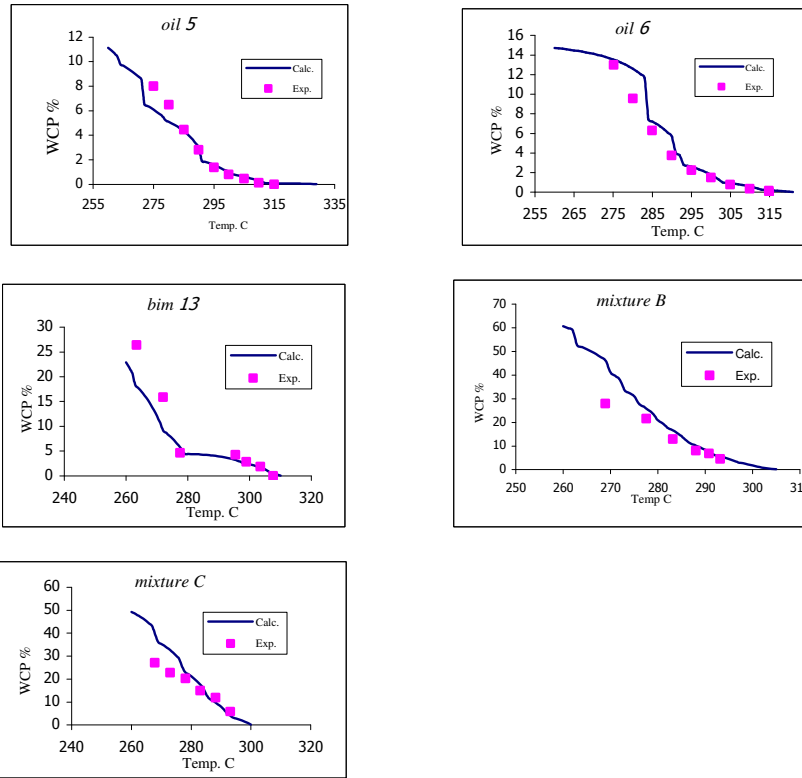 oil 5
12
10
8
6
4
2
0
WCP %
Calc.
Exp.
255 275 295 315 335
Temp. C
oil 6
16
14
12
10
8
6
4
2
0
WCP %
Calc.
Exp.
255 265 275 285 295 305 315
Temp. C
bim 13
30
25
20
15
10
5
0
WCP %
Calc.
Exp.
240 260 280 300 320
Temp. C
mixture B
70
60
50
40
30
20
10
0
WCP %
Calc.
Exp.
250 260 270 280 290 300
Temp C
mixture C
60
50
40
30
20
10
0
WCP %
Calc.
Exp.
240 260 280 300 320
Temp. C